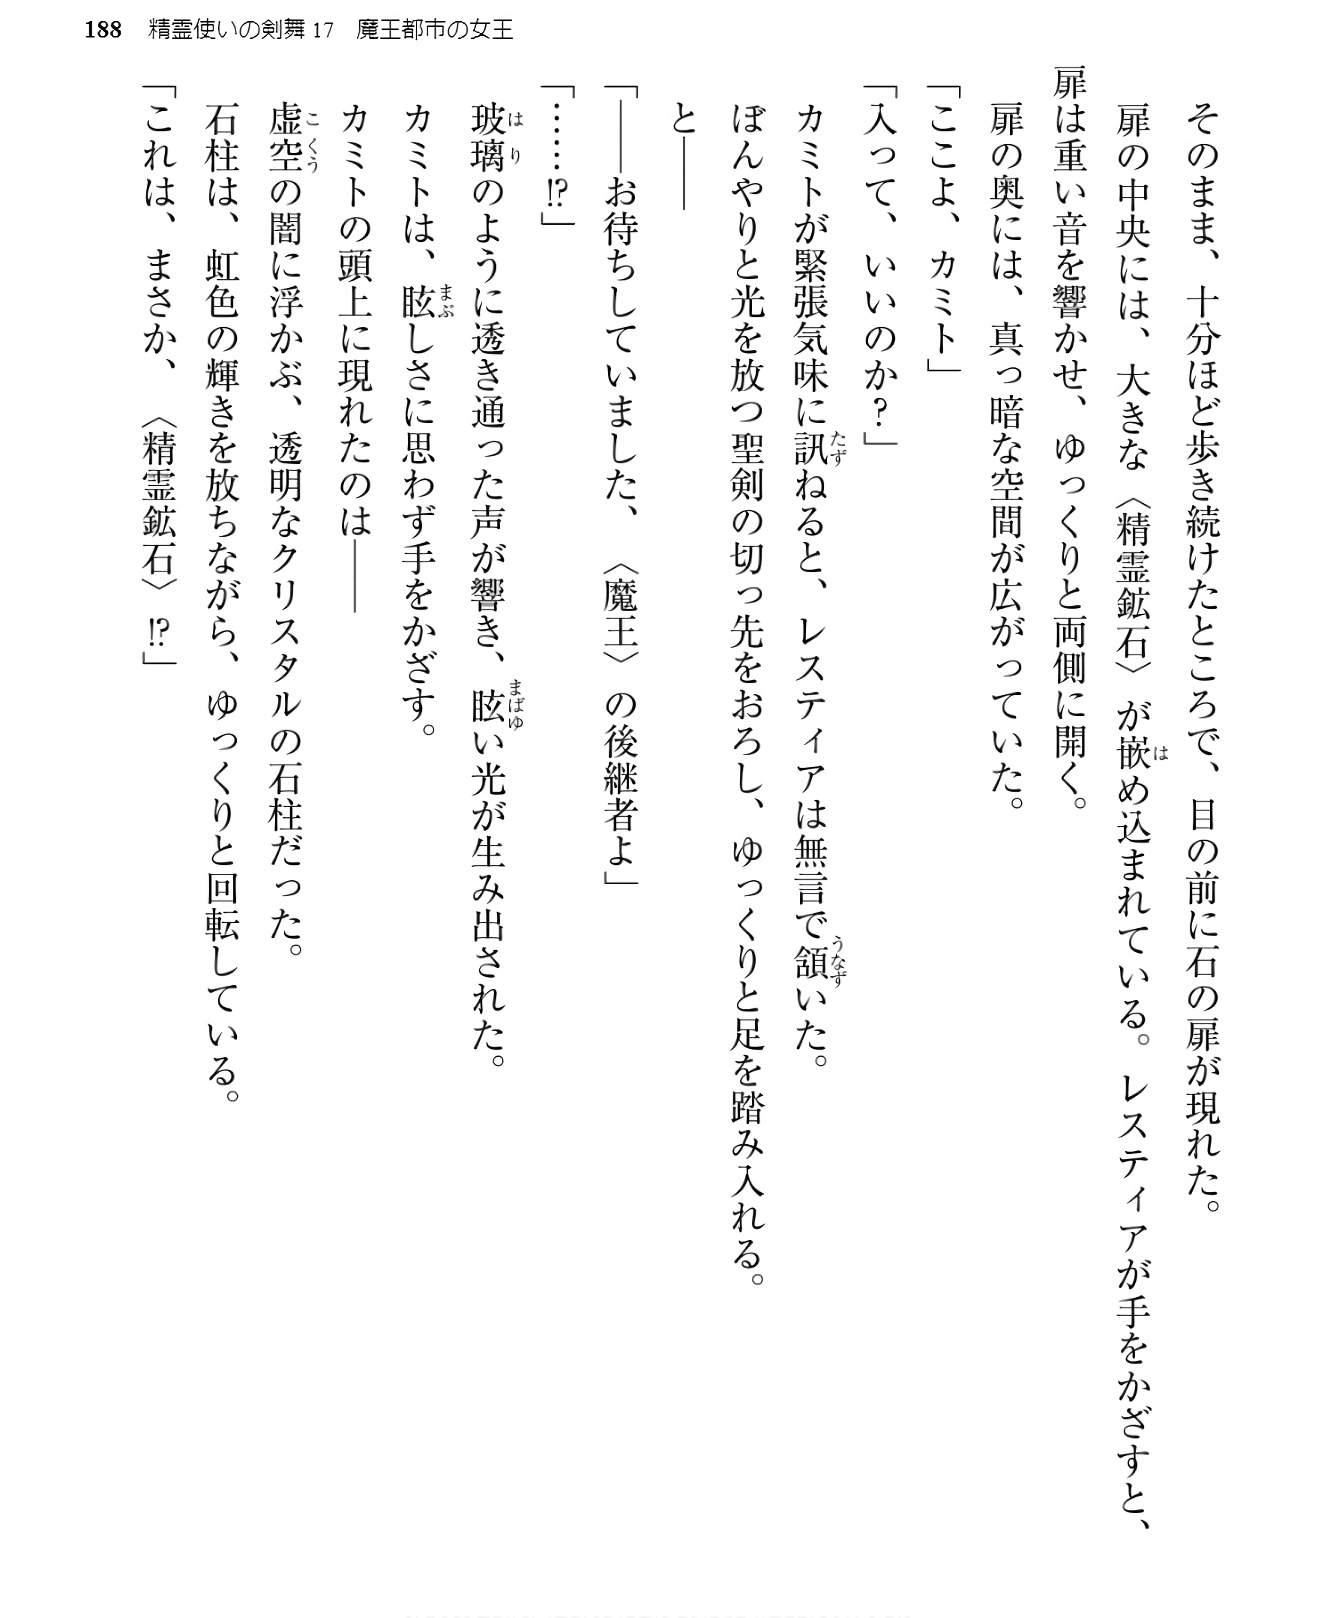 188 精霊使いの剣舞17 魔王都市の女王
そのまま、十分ほど歩き続けたところで、目の前に石の扉が現れた。
扉の中央には、大きな〈精霊鉱石〉が嵌め込まれている。レスティアが手をかざすと、
扉は重い音を響かせ、ゆっくりと両側に開く。
扉の奥には、真っ暗な空間が広がっていた。
「ここよ、カミト」
「入って、いいのか?」
カミトが緊張気味に訊ねると、レスティアは無言で頷いた。
ぼんやりと光を放つ聖剣の切っ先をおろし、ゆっくりと足を踏み入れる。
と――
「――お待ちしていました、〈魔王〉の後継者よ」
「……!?」
玻璃のように透き通った声が響き、眩い光が生み出された。
カミトは、眩しさに思わず手をかざす。
カミトの頭上に現れたのは――
虚空の闇に浮かぶ、透明なクリスタルの石柱だった。
石柱は、虹色の輝きを放ちながら、ゆっくりと回転している。
「これは、まさか、〈精霊鉱石〉!?」